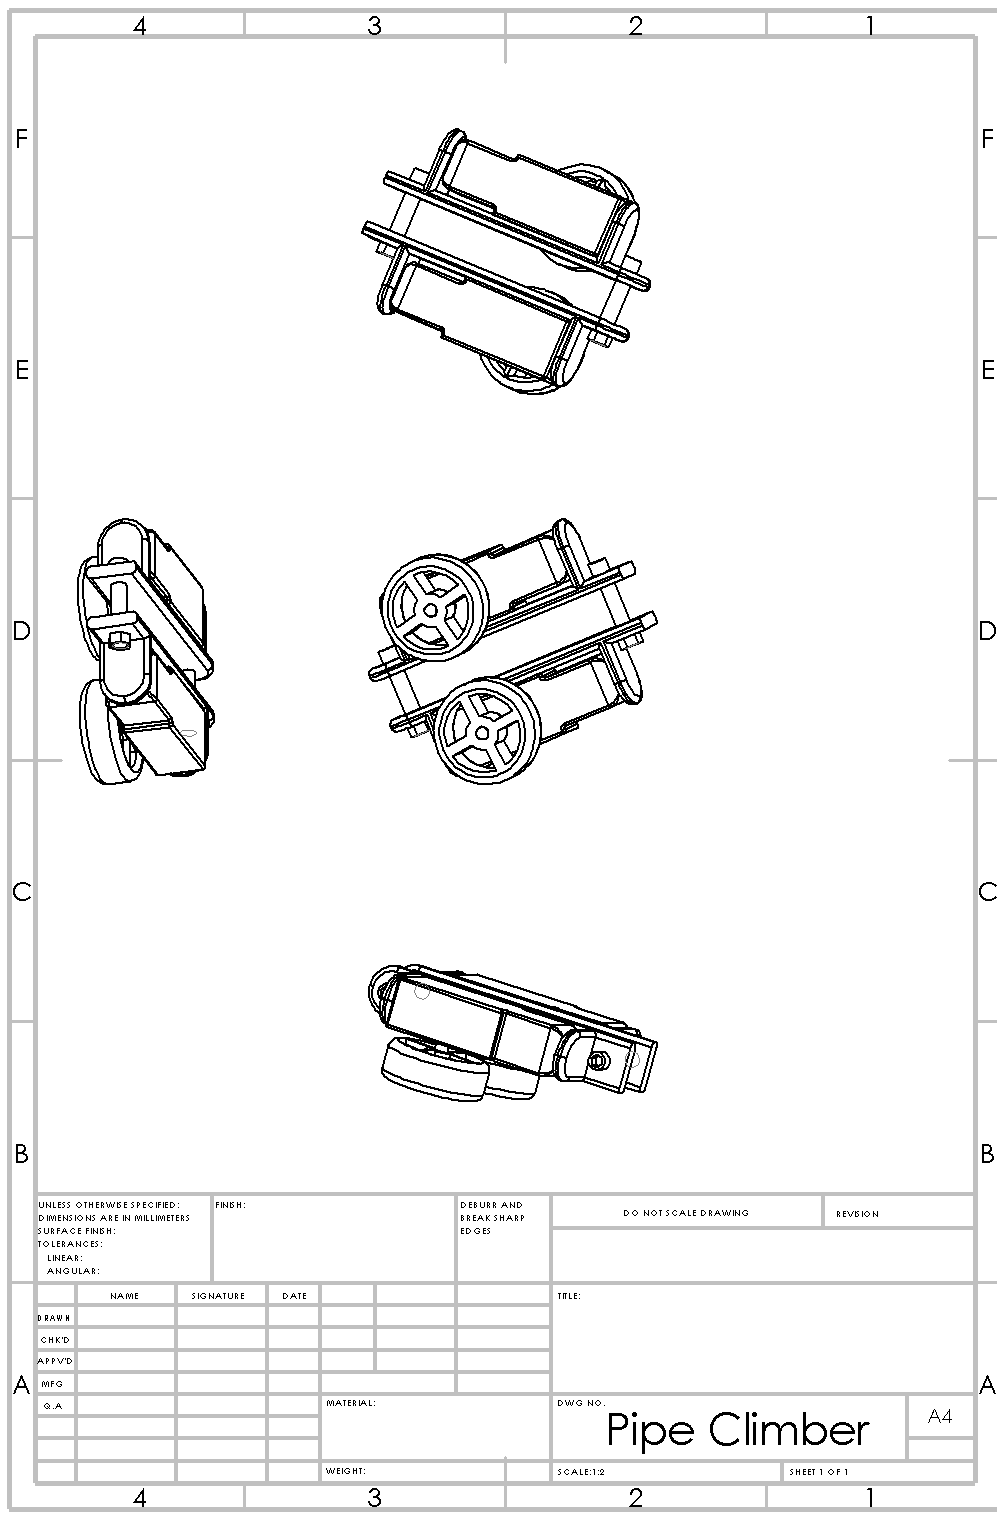 4 3 2 1
F F
E E
D D
C C
B B
UNLESS OTHERWISE SPECIFIED:
DIMENSIONS ARE IN MILLIMETERS
SURFACE FINISH:
TOLERANCES:
LINEAR:
ANGULAR:
FINISH:
DEBURR AND
BREAK SHARP
EDGES
DO NOT SCALE DRAWING
REVISION
NAME SIGNATURE DATE
TITLE:
DRAWN
CHK'D
APPV'D
MFG
Q.A
A A
MATERIAL:
DWG NO.
Pipe Climber
A4
WEIGHT:
SCALE:1:2
SHEET 1 OF 1
4 3 2 1